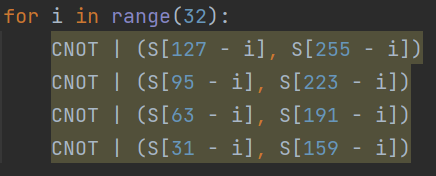 for i in range(32):
    CNOT | (S[127 - i], S[255 - i])
    CNOT | (S[95 - i], S[223 - i])
    CNOT | (S[63 - i], S[191 - i])
    CNOT | (S[31 - i], S[159 - i])